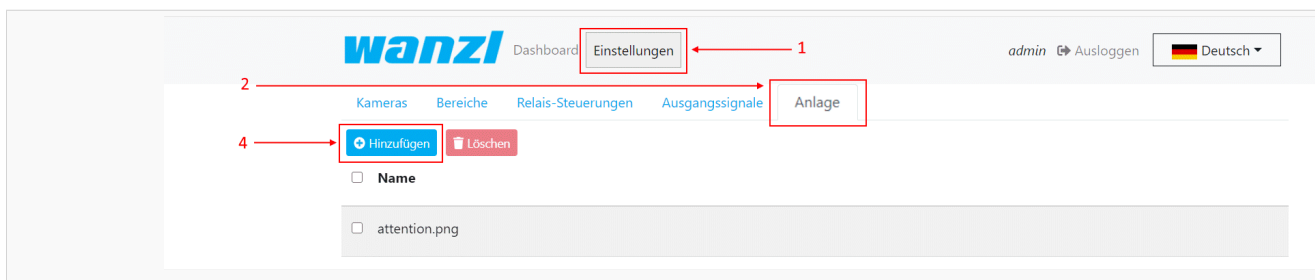 wanzl Dashboard Einstellungen 1 admin Ausloggen Deutsch
2
Kameras Bereiche Relais-Steuerungen Ausgangssignale Anlage
4 Hinzufügen Löschen
Name
attention.png